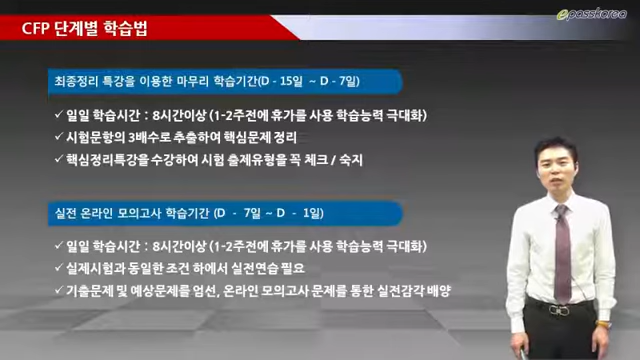 CFP 단계별 학습법
epasskorea
최종정리 특강을 이용한 마무리 학습기간(D - 15일 ~ D - 7일)
✓ 일일 학습시간 : 8시간이상 (1-2주전에 휴가를 사용 학습능력 극대화)
✓ 시험문항의 3배수로 추출하여 핵심문제 정리
✓ 핵심정리특강을 수강하여 시험 출제유형을 꼭 체크 / 숙지
실전 온라인 모의고사 학습기간 (D - 7일 ~ D - 1일)
✓ 일일 학습시간 : 8시간이상 (1-2주전에 휴가를 사용 학습능력 극대화)
✓ 실제시험과 동일한 조건 하에서 실전연습 필요
✓ 기출문제 및 예상문제를 엄선, 온라인 모의고사 문제를 통한 실전감각 배양